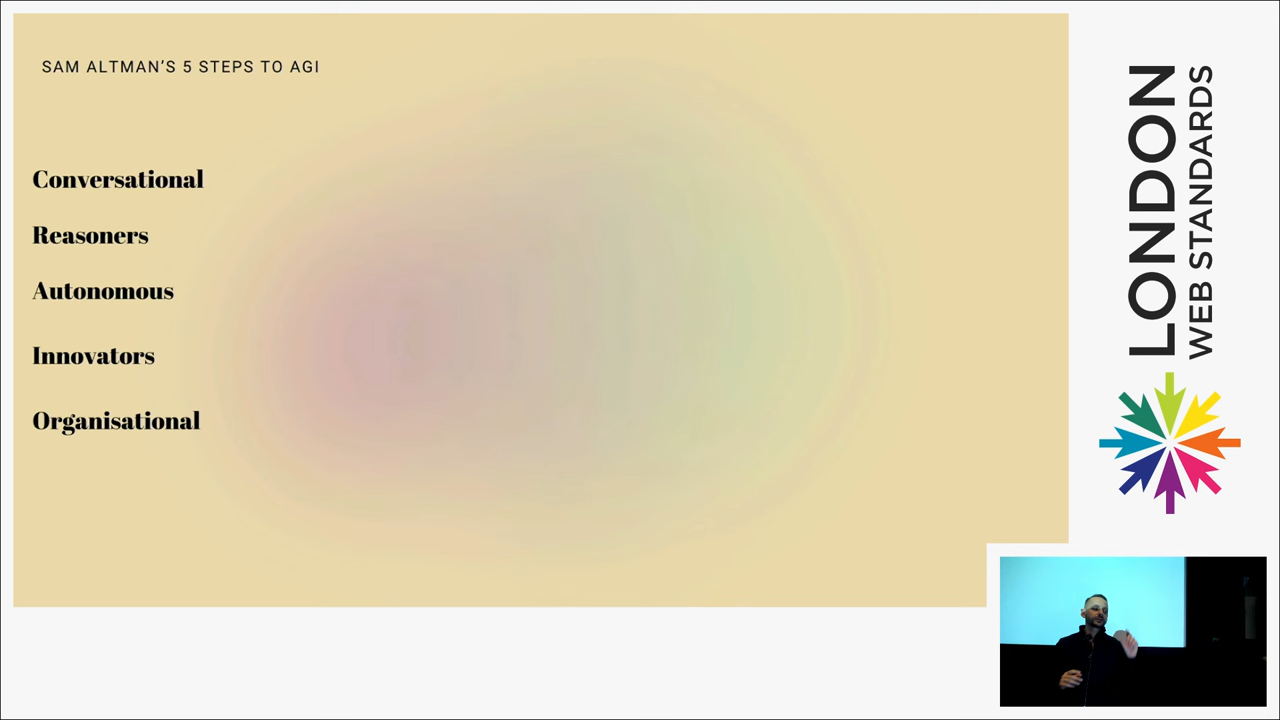 SAM ALTMAN’S 5 STEPS TO AGI
Conversational
Reasoners
Autonomous
Innovators
Organisational
LONDON
WEB STANDARDS